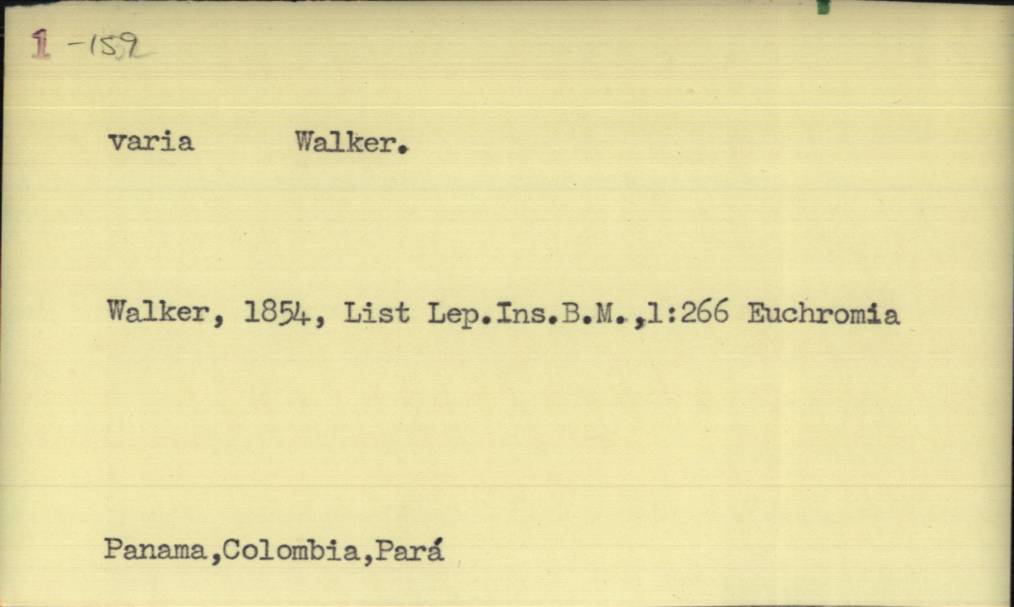 1 -159
varia Walker.
Walker, 1854, List Lep.Ins.B.M.,1:266 Euchromia
Panama,Colombia,Pará